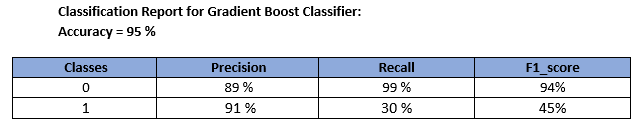 Classification Report for Gradient Boost Classifier:
Accuracy = 95 %
Classes Precision Recall F1_score
0 89 % 99 % 94%
1 91 % 30 % 45%